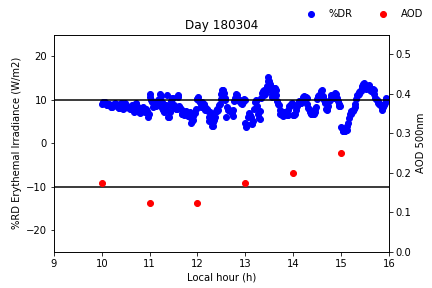 %DR AOD
Day 180304
%RD Erythemal Irradiance (W/m2)
20
10
0
−10
−20
0.5
0.4
0.3
0.2
0.1
0.0
AOD 500nm
9 10 11 12 13 14 15 16
Local hour (h)